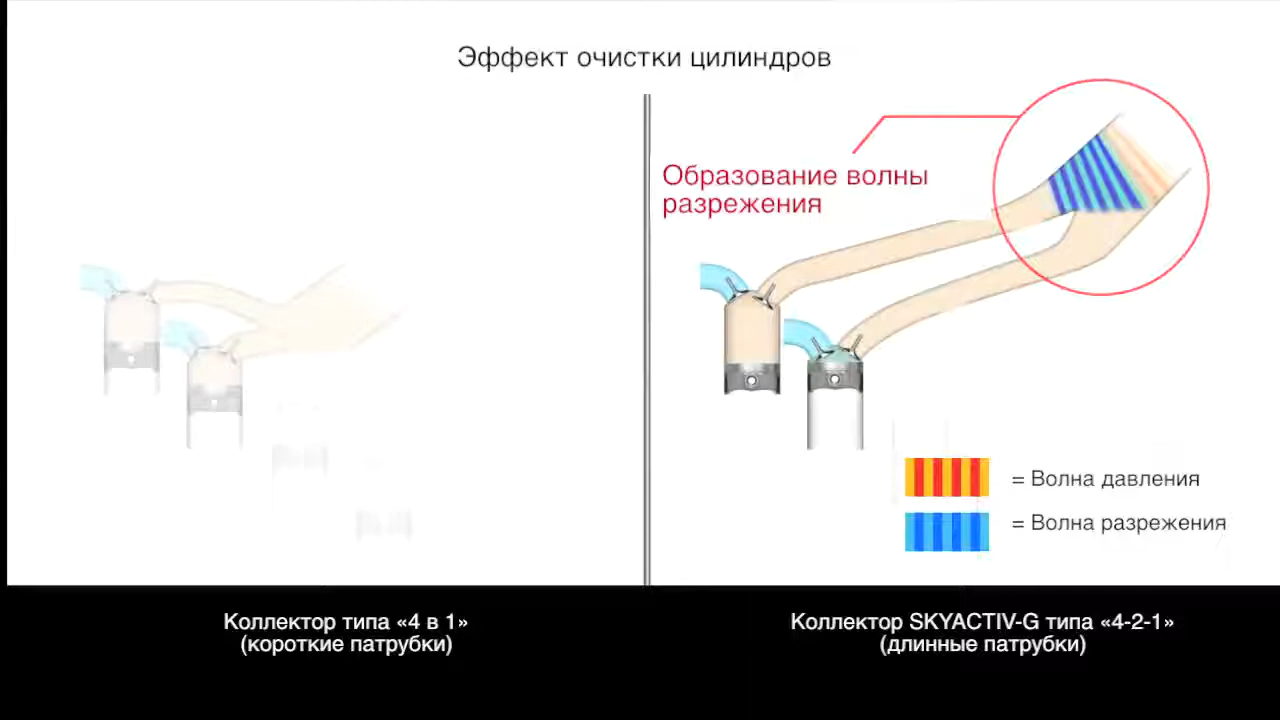 Эффект очистки цилиндров
Образование волны
разрежения
= Волна давления
= Волна разрежения
Коллектор типа «4 в 1»
(короткие патрубки)
Коллектор SKYACTIV-G типа «4-2-1»
(длинные патрубки)